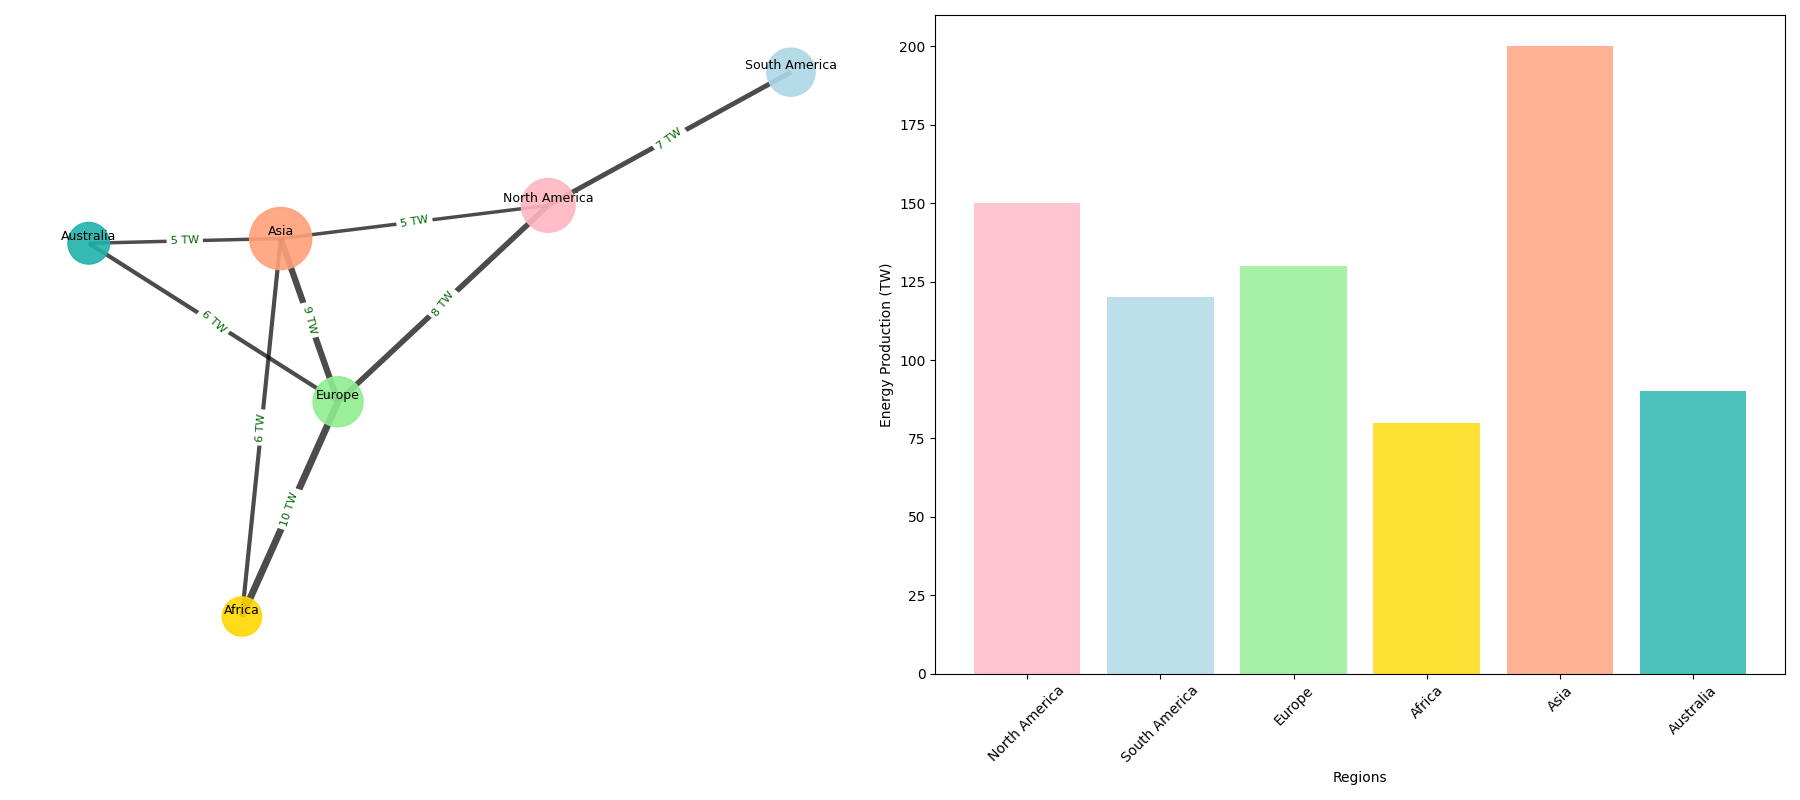 South America
7 TW
North America
Asia
Australia
5 TW
5 TW
9 TW
8 TW
6 TW
Europe
6 TW
10 TW
Africa
Energy Production (TW)
200
175
150
125
100
75
50
25
0
North America
South America
Europe
Africa
Asia
Australia
Regions